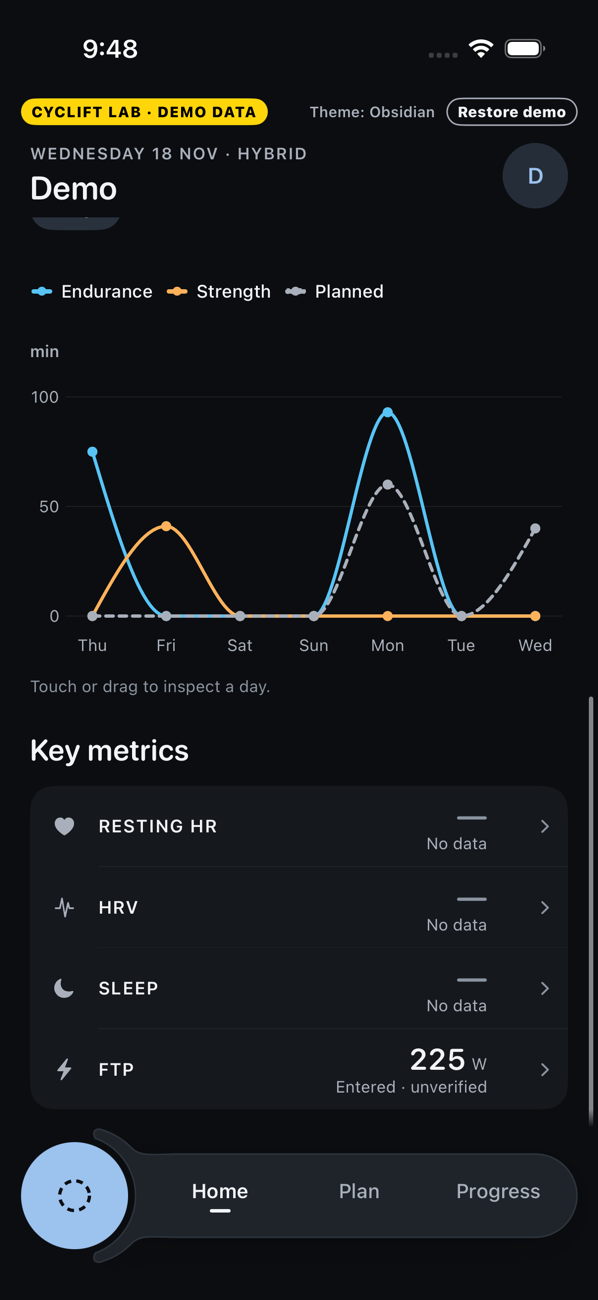 9:48
CYCLIFT LAB · DEMO DATA
Theme: Obsidian
Restore demo
WEDNESDAY 18 NOV · HYBRID
Demo
D
Endurance
Strength
Planned
min
100
50
0
Thu Fri Sat Sun Mon Tue Wed
Touch or drag to inspect a day.
Key metrics
RESTING HR
—
No data
HRV
—
No data
SLEEP
—
No data
FTP
225 W
Entered · unverified
Home
Plan
Progress